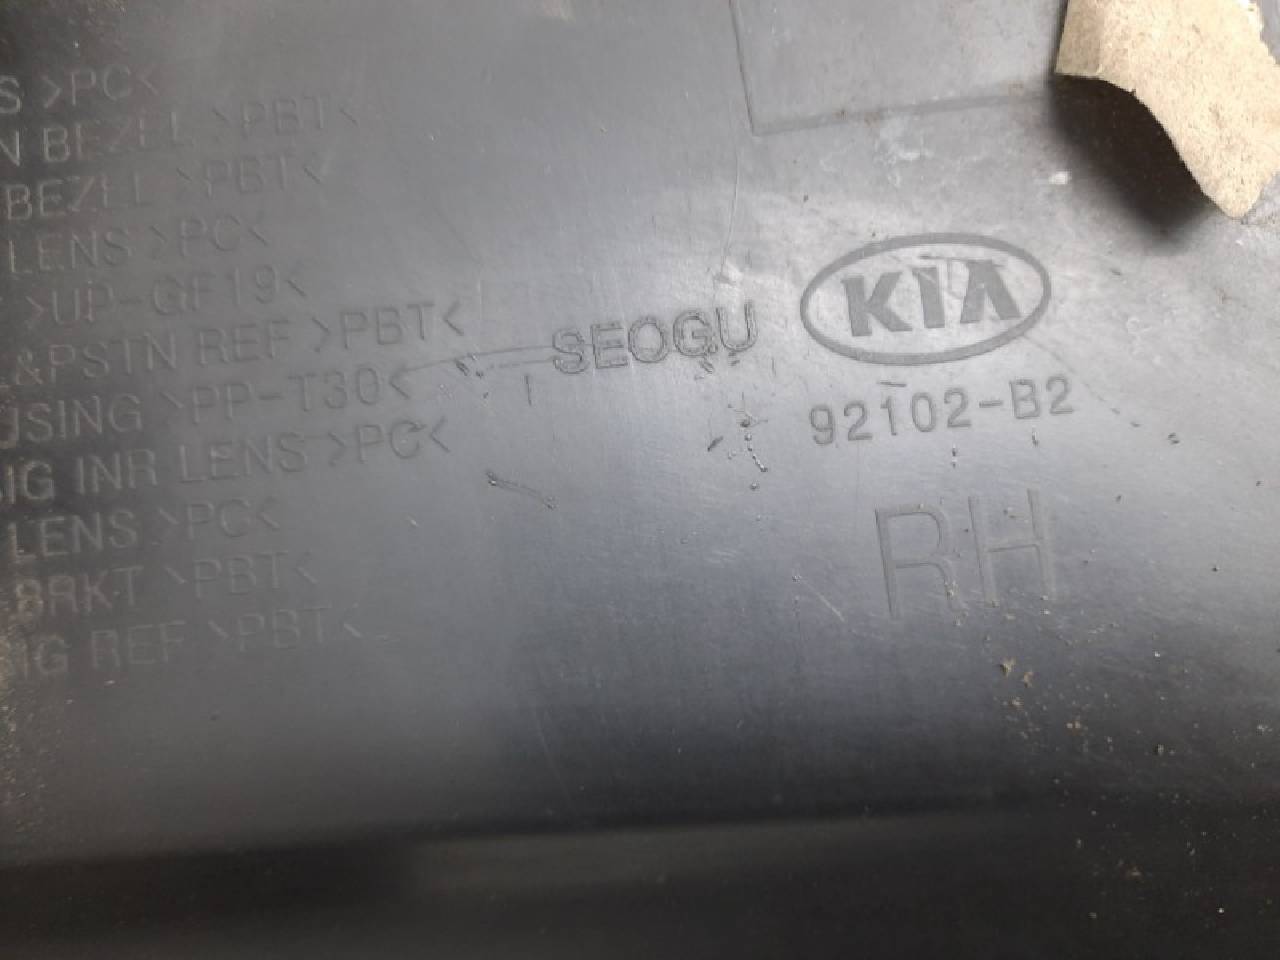 S >PC<
N BEZEL >PBT<
BEZEL >PBT<
LENS >PC<
>UP-GF19<
&PSTN REF >PBT<
USING >PP-T30<
IG INR LENS >PC<
LENS >PC<
BRKT >PBT<
IG REF >PBT<
SEOGU
KIA
92102-B2
RH